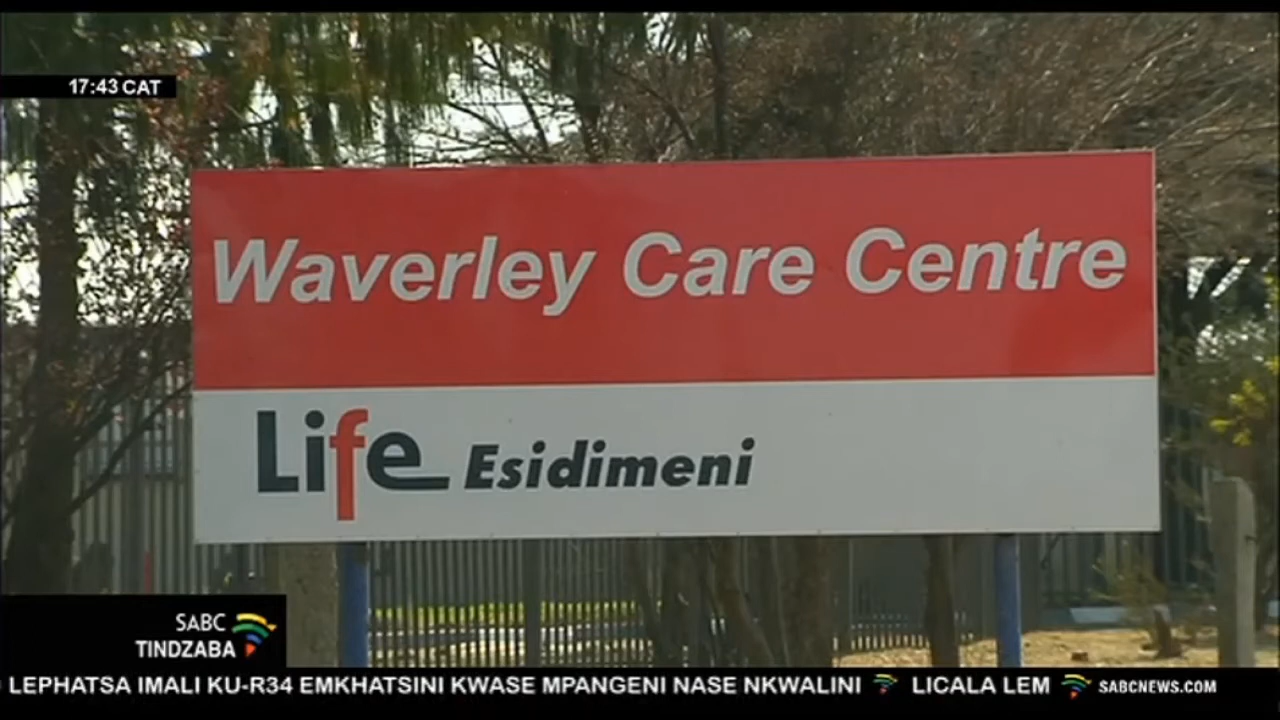 17:43 CAT
Waverley Care Centre
Life Esidimeni
SABC
TINDZABA
LEPHATSA IMALI KU-R34 EMKHATSINI KWASE MPANGENI NASE NKWALINI LICALA LEM SABCNEWS.COM